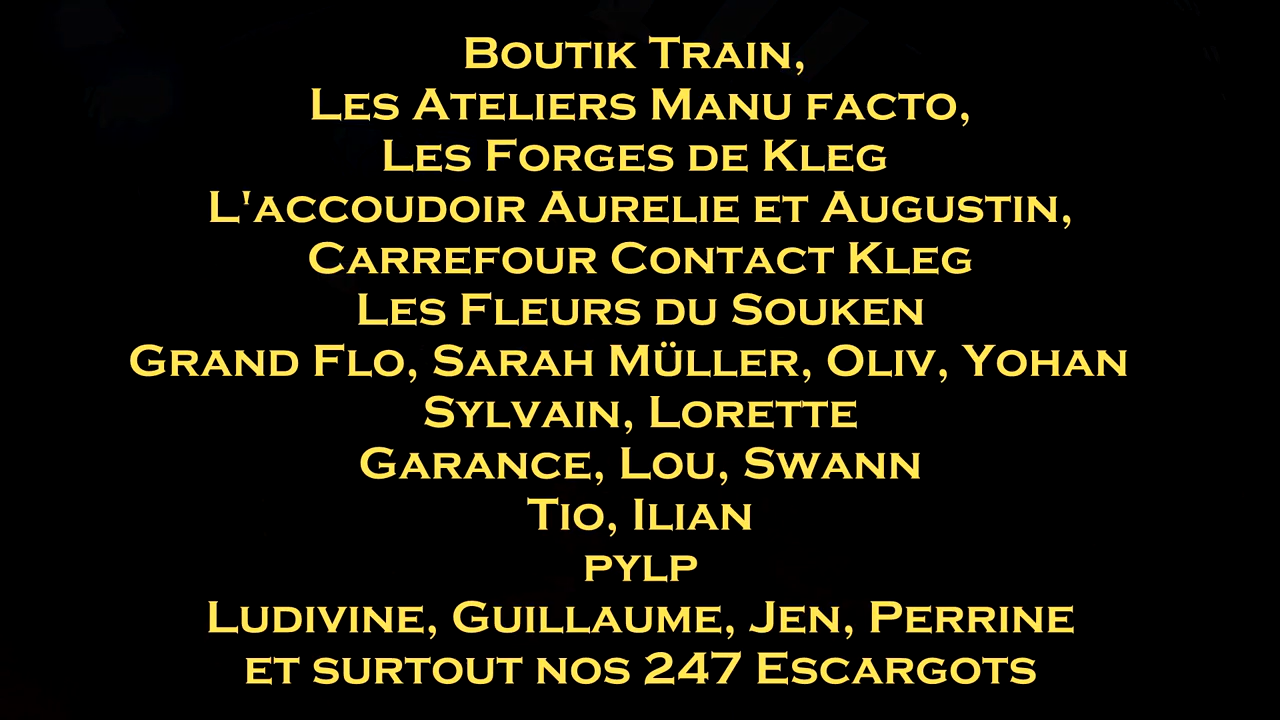 Boutik Train,
Les Ateliers Manu facto,
Les Forges de Kleg
L'accoudoir Aurelie et Augustin,
Carrefour Contact Kleg
Les Fleurs du Souken
Grand Flo, Sarah Müller, Oliv, Yohan
Sylvain, Lorette
Garance, Lou, Swann
Tio, Ilian
pylp
Ludivine, Guillaume, Jen, Perrine
et surtout nos 247 Escargots